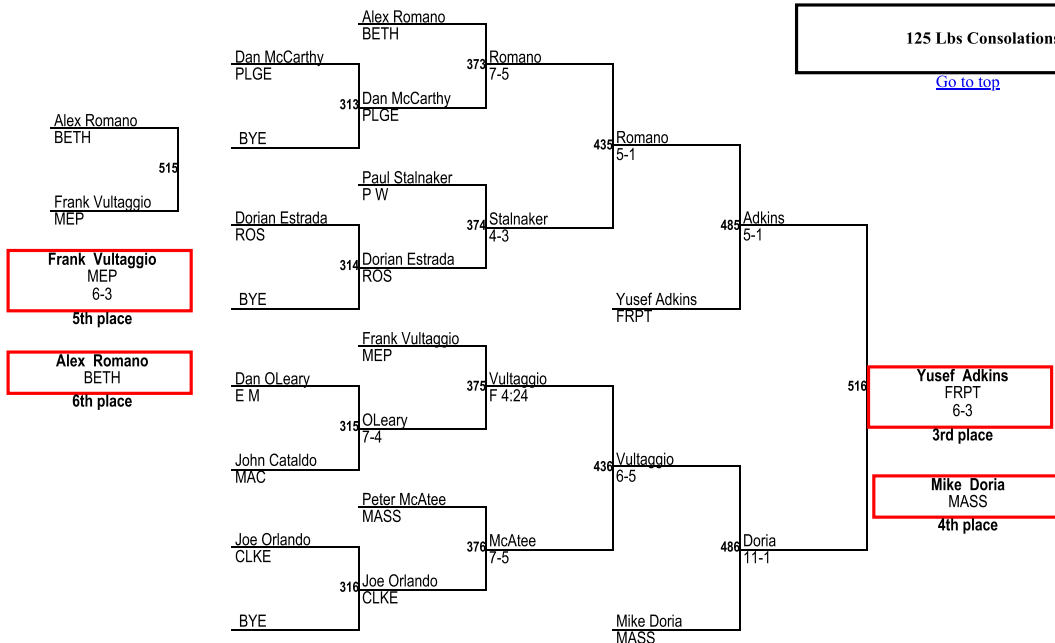 125 Lbs Consolations
Go to top
Alex Romano
BETH
515
Frank Vultaggio
MEP
Frank Vultaggio
MEP
6-3
5th place
Alex Romano
BETH
6th place
Dan McCarthy
PLGE
313
BYE
Dorian Estrada
ROS
314
BYE
Dan OLeary
E M
315
John Cataldo
MAC
Joe Orlando
CLKE
316
BYE
Alex Romano
BETH
373
Dan McCarthy
PLGE
Paul Stalnaker
P W
374
Dorian Estrada
ROS
Frank Vultaggio
MEP
375
OLeary
7-4
Peter McAtee
MASS
376
Joe Orlando
CLKE
Romano
7-5
435
Stalnaker
4-3
Vultaggio
F 4:24
436
McAtee
7-5
Romano
5-1
485
Yusef Adkins
FRPT
Vultaggio
6-5
486
Mike Doria
MASS
Adkins
5-1
516
Doria
11-1
Yusef Adkins
FRPT
6-3
3rd place
Mike Doria
MASS
4th place